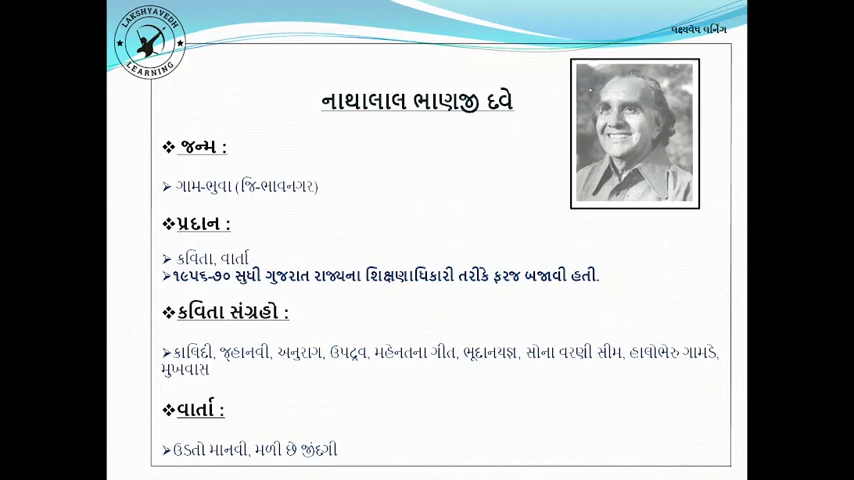 LAKSHYAVEDH
LEARNING
લક્ષ્યવેધ લર્નિંગ
નાથાલાલ ભાણજી દવે
❖ જન્મ :
➢ ગામ-ભુવા (જિ-ભાવનગર)
❖પ્રદાન :
➢ કવિતા, વાર્તા
➢૧૯૫૬-૭૦ સુધી ગુજરાત રાજ્યના શિક્ષણાધિકારી તરીકે ફરજ બજાવી હતી.
❖કવિતા સંગ્રહો :
➢કાલિંદી, જ્હાનવી, અનુરાગ, ઉપદ્રવ, મહેનતના ગીત, ભૂદાનયજ્ઞ, સોના વરણી સીમ, હાલોભેરુ ગામડે,
મુખવાસ
❖વાર્તા :
➢ઉડતો માનવી, મળી છે જીંદગી